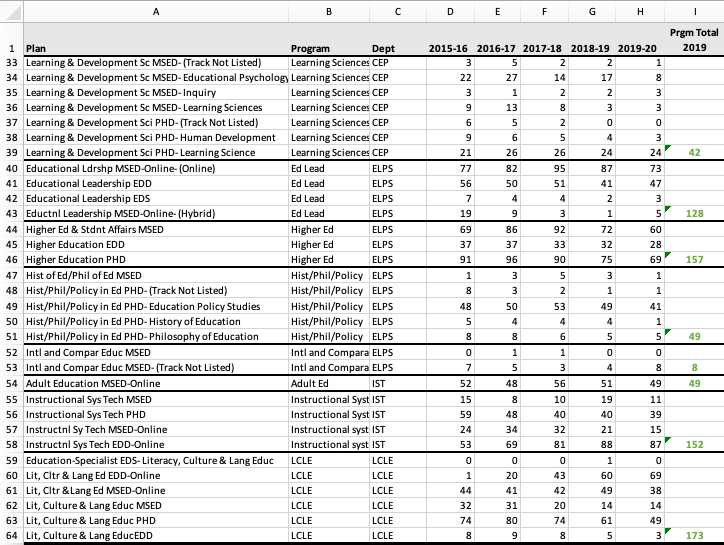 A B C D E F G H I
Prgm Total
1 Plan Program Dept 2015-16 2016-17 2017-18 2018-19 2019-20 2019
33 Learning & Development Sc MSED- (Track Not Listed) Learning Sciences CEP 3 5 2 2 1
34 Learning & Development Sc MSED- Educational Psychology Learning Sciences CEP 22 27 14 17 8
35 Learning & Development Sc MSED- Inquiry Learning Sciences CEP 3 1 2 2 3
36 Learning & Development Sc MSED- Learning Sciences Learning Sciences CEP 9 13 8 3 3
37 Learning & Development Sci PHD- (Track Not Listed) Learning Sciences CEP 6 5 2 0 0
38 Learning & Development Sci PHD- Human Development Learning Sciences CEP 9 6 5 4 3
39 Learning & Development Sci PHD- Learning Science Learning Sciences CEP 21 26 26 24 24 42
40 Educational Ldrshp MSED-Online- (Online) Ed Lead ELPS 77 82 95 87 73
41 Educational Leadership EDD Ed Lead ELPS 56 50 51 41 47
42 Educational Leadership EDS Ed Lead ELPS 7 4 4 2 3
43 Eductnl Leadership MSED-Online- (Hybrid) Ed Lead ELPS 19 9 3 1 5 128
44 Higher Ed & Stdnt Affairs MSED Higher Ed ELPS 69 86 92 72 60
45 Higher Education EDD Higher Ed ELPS 37 37 33 32 28
46 Higher Education PHD Higher Ed ELPS 91 96 90 75 69 157
47 Hist of Ed/Phil of Ed MSED Hist/Phil/Policy ELPS 1 3 5 3 1
48 Hist/Phil/Policy in Ed PHD- (Track Not Listed) Hist/Phil/Policy ELPS 8 3 2 1 1
49 Hist/Phil/Policy in Ed PHD- Education Policy Studies Hist/Phil/Policy ELPS 48 50 53 49 41
50 Hist/Phil/Policy in Ed PHD- History of Education Hist/Phil/Policy ELPS 5 4 4 4 1
51 Hist/Phil/Policy in Ed PHD- Philosophy of Education Hist/Phil/Policy ELPS 8 8 6 5 5 49
52 Intl and Compar Educ MSED Intl and Compara ELPS 0 1 1 0 0
53 Intl and Compar Educ MSED- (Track Not Listed) Intl and Compara ELPS 7 5 3 4 8 8
54 Adult Education MSED-Online Adult Ed IST 52 48 56 51 49 49
55 Instructional Sys Tech MSED Instructional Syst IST 15 8 10 19 11
56 Instructional Sys Tech PHD Instructional Syst IST 59 48 40 40 39
57 Instructnl Sy Tech MSED-Online Instructional syst IST 24 34 32 21 15
58 Instructnl Sys Tech EDD-Online Instructional syst IST 53 69 81 88 87 152
59 Education-Specialist EDS- Literacy, Culture & Lang Educ LCLE LCLE 0 0 0 1 0
60 Lit, Cltr & Lang Ed EDD-Online LCLE LCLE 1 20 43 60 69
61 Lit, Cltr &Lang Ed MSED-Online LCLE LCLE 44 41 42 49 38
62 Lit, Culture & Lang Educ MSED LCLE LCLE 32 31 20 14 14
63 Lit, Culture & Lang Educ PHD LCLE LCLE 74 80 74 61 49
64 Lit, Culture & Lang EducEDD LCLE LCLE 8 9 8 5 3 173